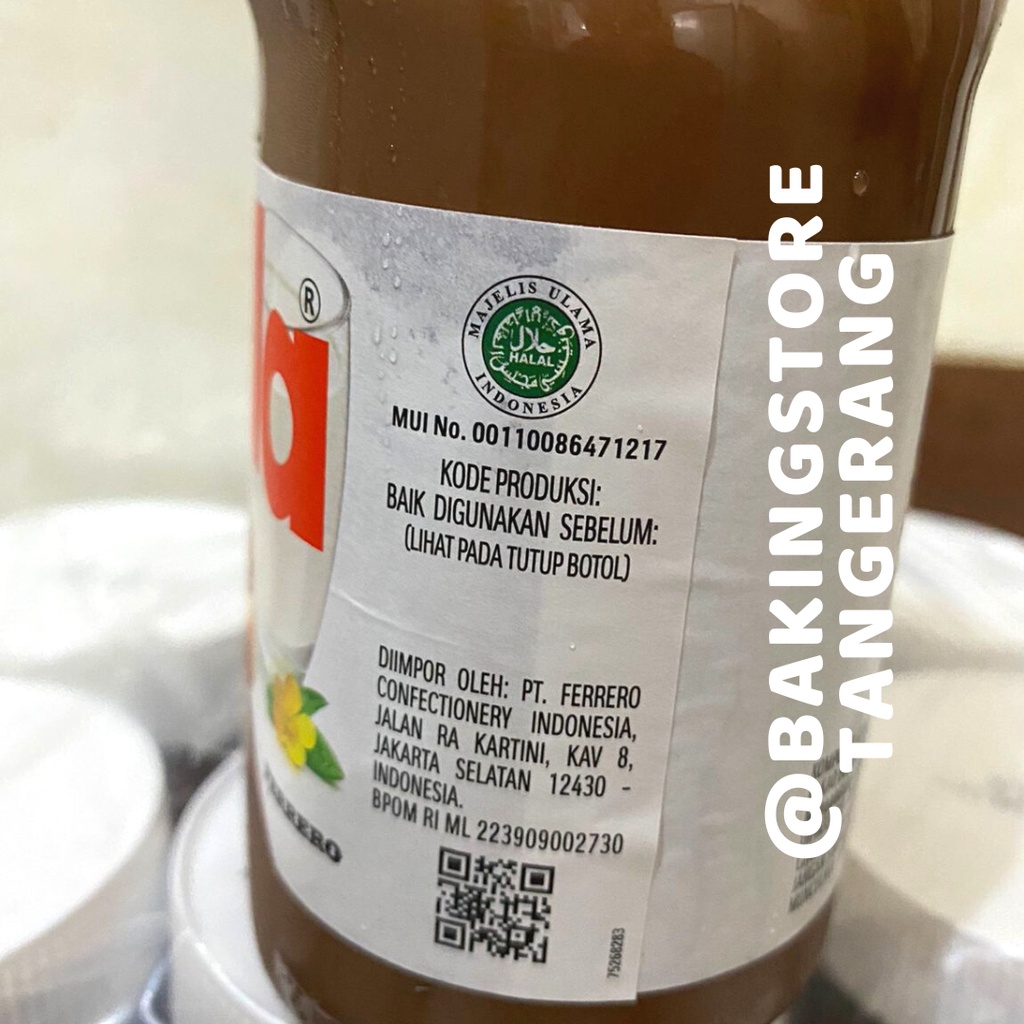 a®
MAJELIS ULAMA
حلال
HALAL
INDONESIA
MUI No. 00110086471217
KODE PRODUKSI:
BAIK DIGUNAKAN SEBELUM:
(LIHAT PADA TUTUP BOTOL)
DIIMPOR OLEH: PT. FERRERO
CONFECTIONERY INDONESIA,
JALAN RA KARTINI, KAV 8,
JAKARTA SELATAN 12430 -
INDONESIA.
BPOM RI ML 223909002730
FERRERO
75268283
@BAKINGSTORE
TANGERANG